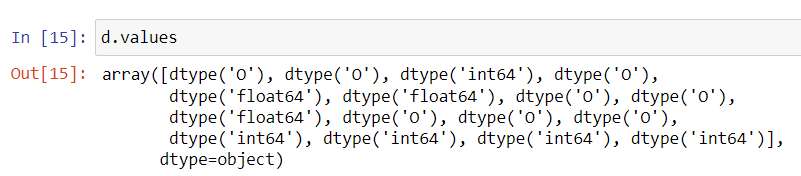 In [15]: d.values
Out[15]: array([dtype('O'), dtype('O'), dtype('int64'), dtype('O'),
dtype('float64'), dtype('float64'), dtype('O'), dtype('O'),
dtype('float64'), dtype('O'), dtype('O'), dtype('O'),
dtype('int64'), dtype('int64'), dtype('int64'), dtype('int64')],
dtype=object)